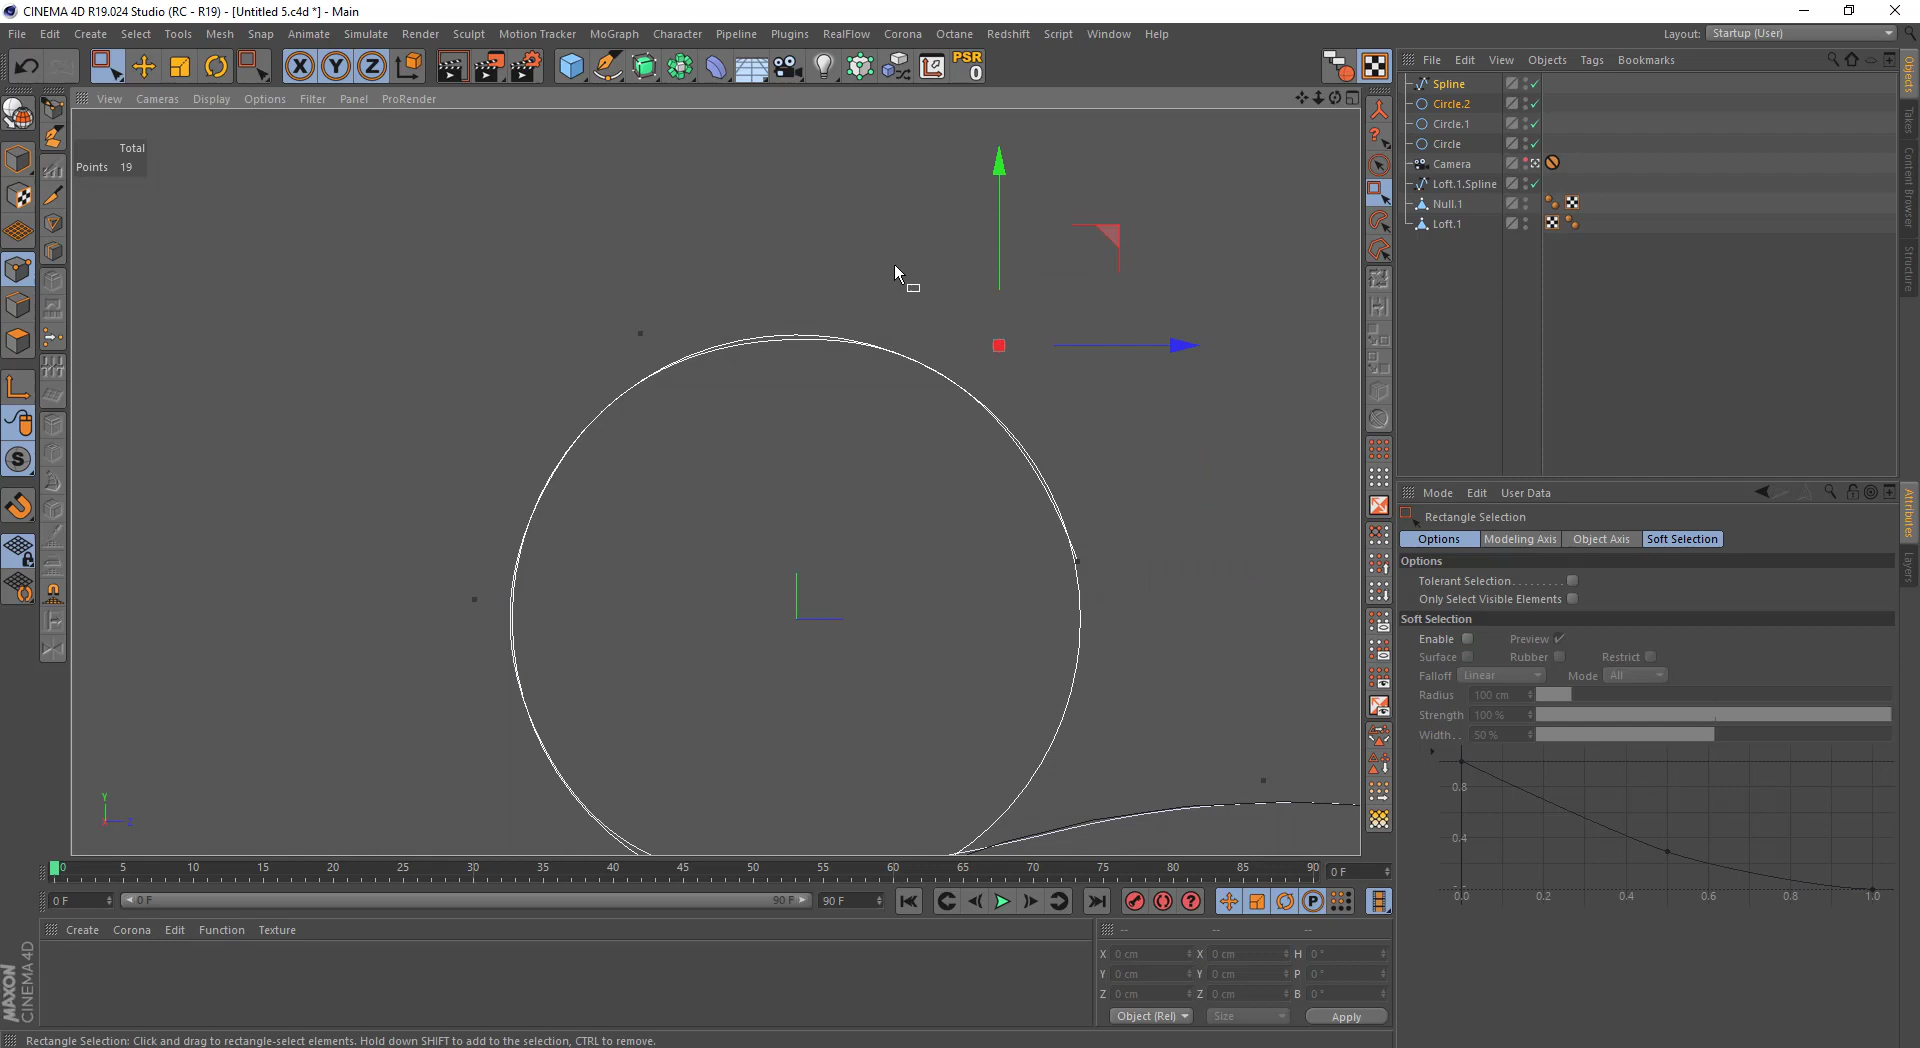 CINEMA 4D R19.024 Studio (RC - R19) - [Untitled 5.c4d *] - Main
File Edit Create Select Tools Mesh Snap Animate Simulate Render Sculpt Motion Tracker MoGraph Character Pipeline Plugins RealFlow Corona Octane Redshift Script Window Help
Layout: Startup (User)
X Y Z PSR
0
File Edit View Objects Tags Bookmarks
View Cameras Display Options Filter Panel ProRender
Total
Points 19
Spline
Circle.2
Circle.1
Circle
Camera
Loft.1.Spline
Null.1
Loft.1
Objects
Takes
Content Browser
Structure
Attributes
Layers
Mode Edit User Data
Rectangle Selection
Options Modeling Axis Object Axis Soft Selection
Options
Tolerant Selection
Only Select Visible Elements
Soft Selection
Enable Preview
Surface Rubber Restrict
Falloff Linear Mode All
Radius 100 cm
Strength 100 %
Width 50 %
0.8
0.4
0.0 0.2 0.4 0.6 0.8 1.0
Y
X Z
0 5 10 15 20 25 30 35 40 45 50 55 60 65 70 75 80 85 90
0 F
0 F 0 F 90 F 90 F
Create Corona Edit Function Texture
-- -- --
X 0 cm X 0 cm H 0 °
Y 0 cm Y 0 cm P 0 °
Z 0 cm Z 0 cm B 0 °
Object (Rel) Size Apply
MAXON
CINEMA 4D
Rectangle Selection: Click and drag to rectangle-select elements. Hold down SHIFT to add to the selection, CTRL to remove.